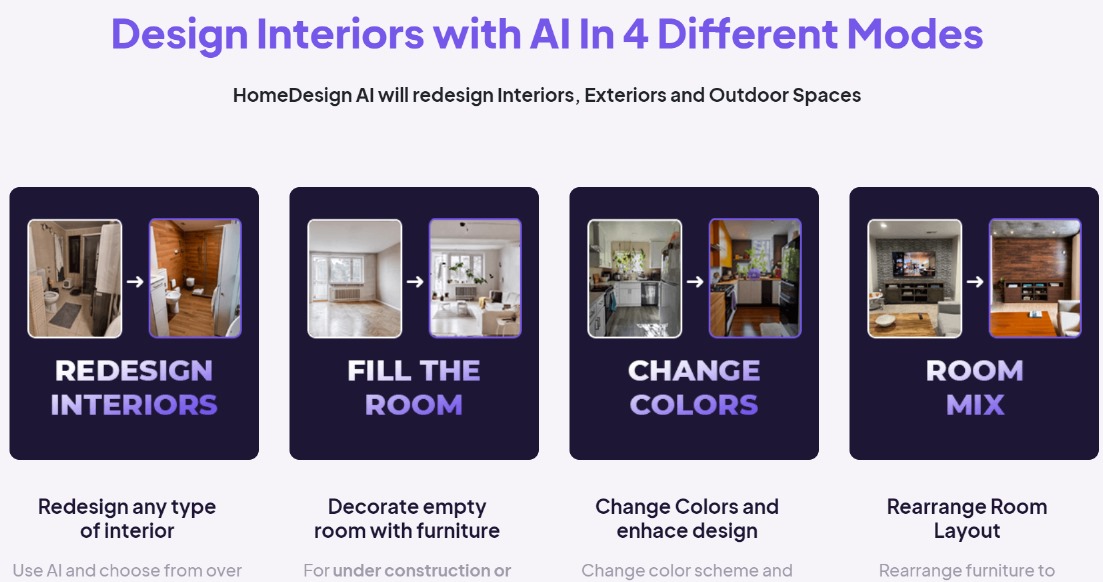 Design Interiors with AI In 4 Different Modes
HomeDesign AI will redesign Interiors, Exteriors and Outdoor Spaces
REDESIGN
INTERIORS
FILL THE
ROOM
CHANGE
COLORS
ROOM
MIX
Redesign any type
of interior
Decorate empty
room with furniture
Change Colors and
enhace design
Rearrange Room
Layout
Use AI and choose from over
For under construction or
Change color scheme and
Rearrange furniture to